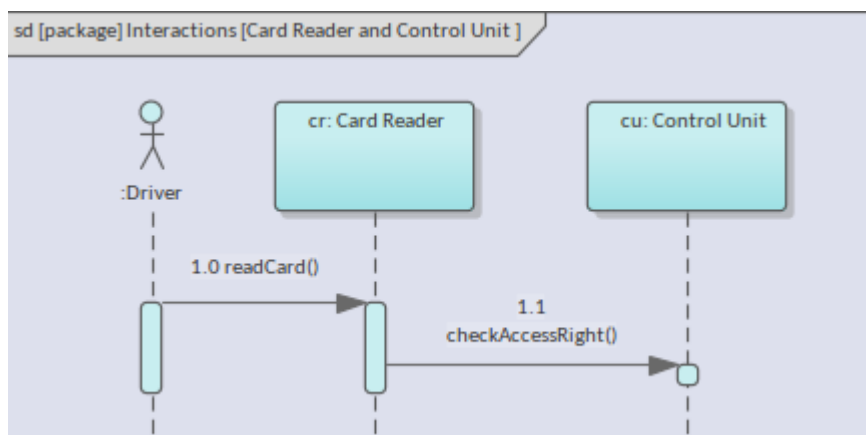 sd [package] Interactions [Card Reader and Control Unit ]
cr: Card Reader
cu: Control Unit
:Driver
1.0 readCard()
1.1
checkAccessRight()